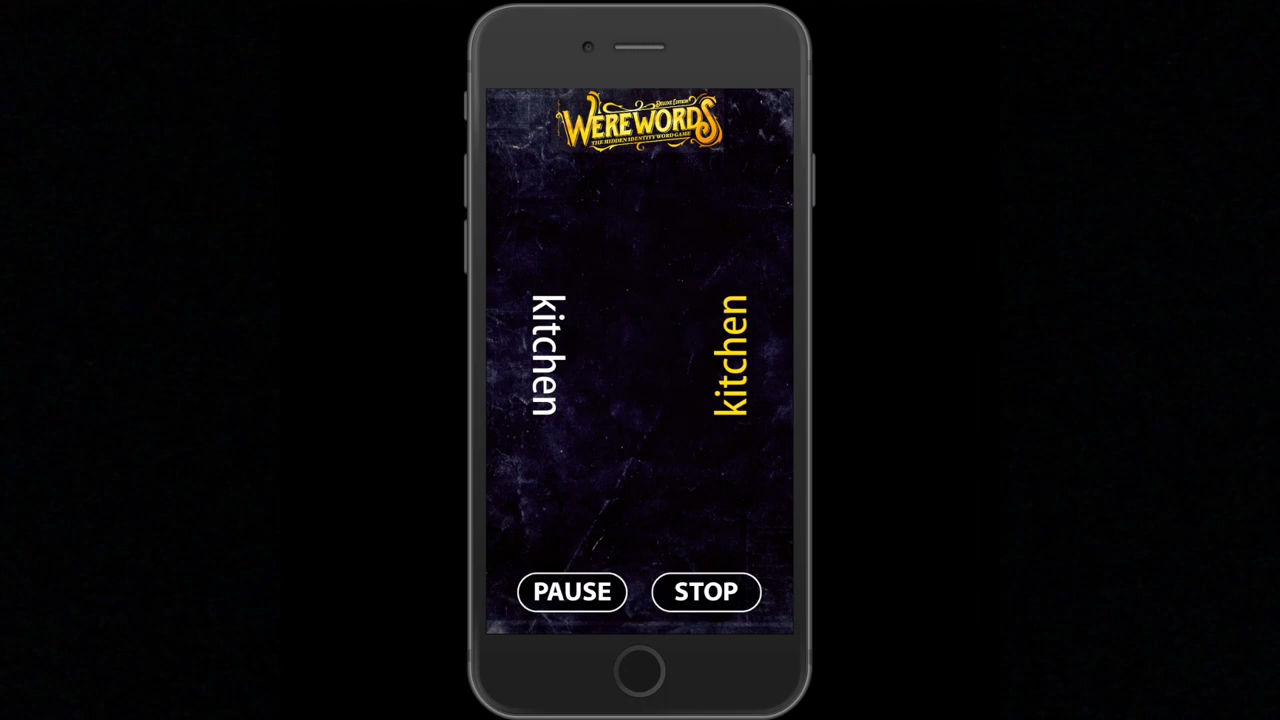 DELUXE EDITION
WEREWORDS
THE HIDDEN IDENTITY WORD GAME
kitchen
kitchen
PAUSE
STOP